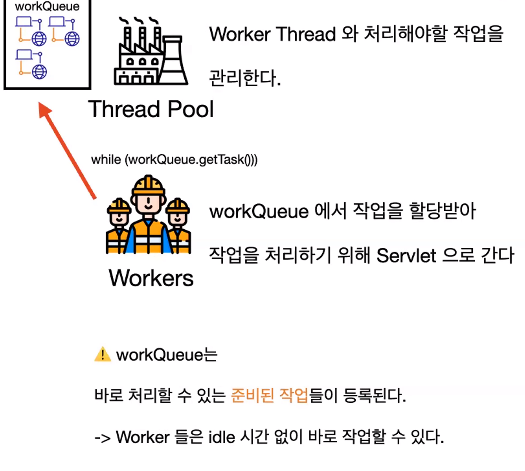 workQueue
Worker Thread 와 처리해야할 작업을
관리한다.
Thread Pool
while (workQueue.getTask()))
workQueue 에서 작업을 할당받아
작업을 처리하기 위해 Servlet 으로 간다
Workers
⚠️ workQueue는
바로 처리할 수 있는 준비된 작업들이 등록된다.
-> Worker 들은 idle 시간 없이 바로 작업할 수 있다.